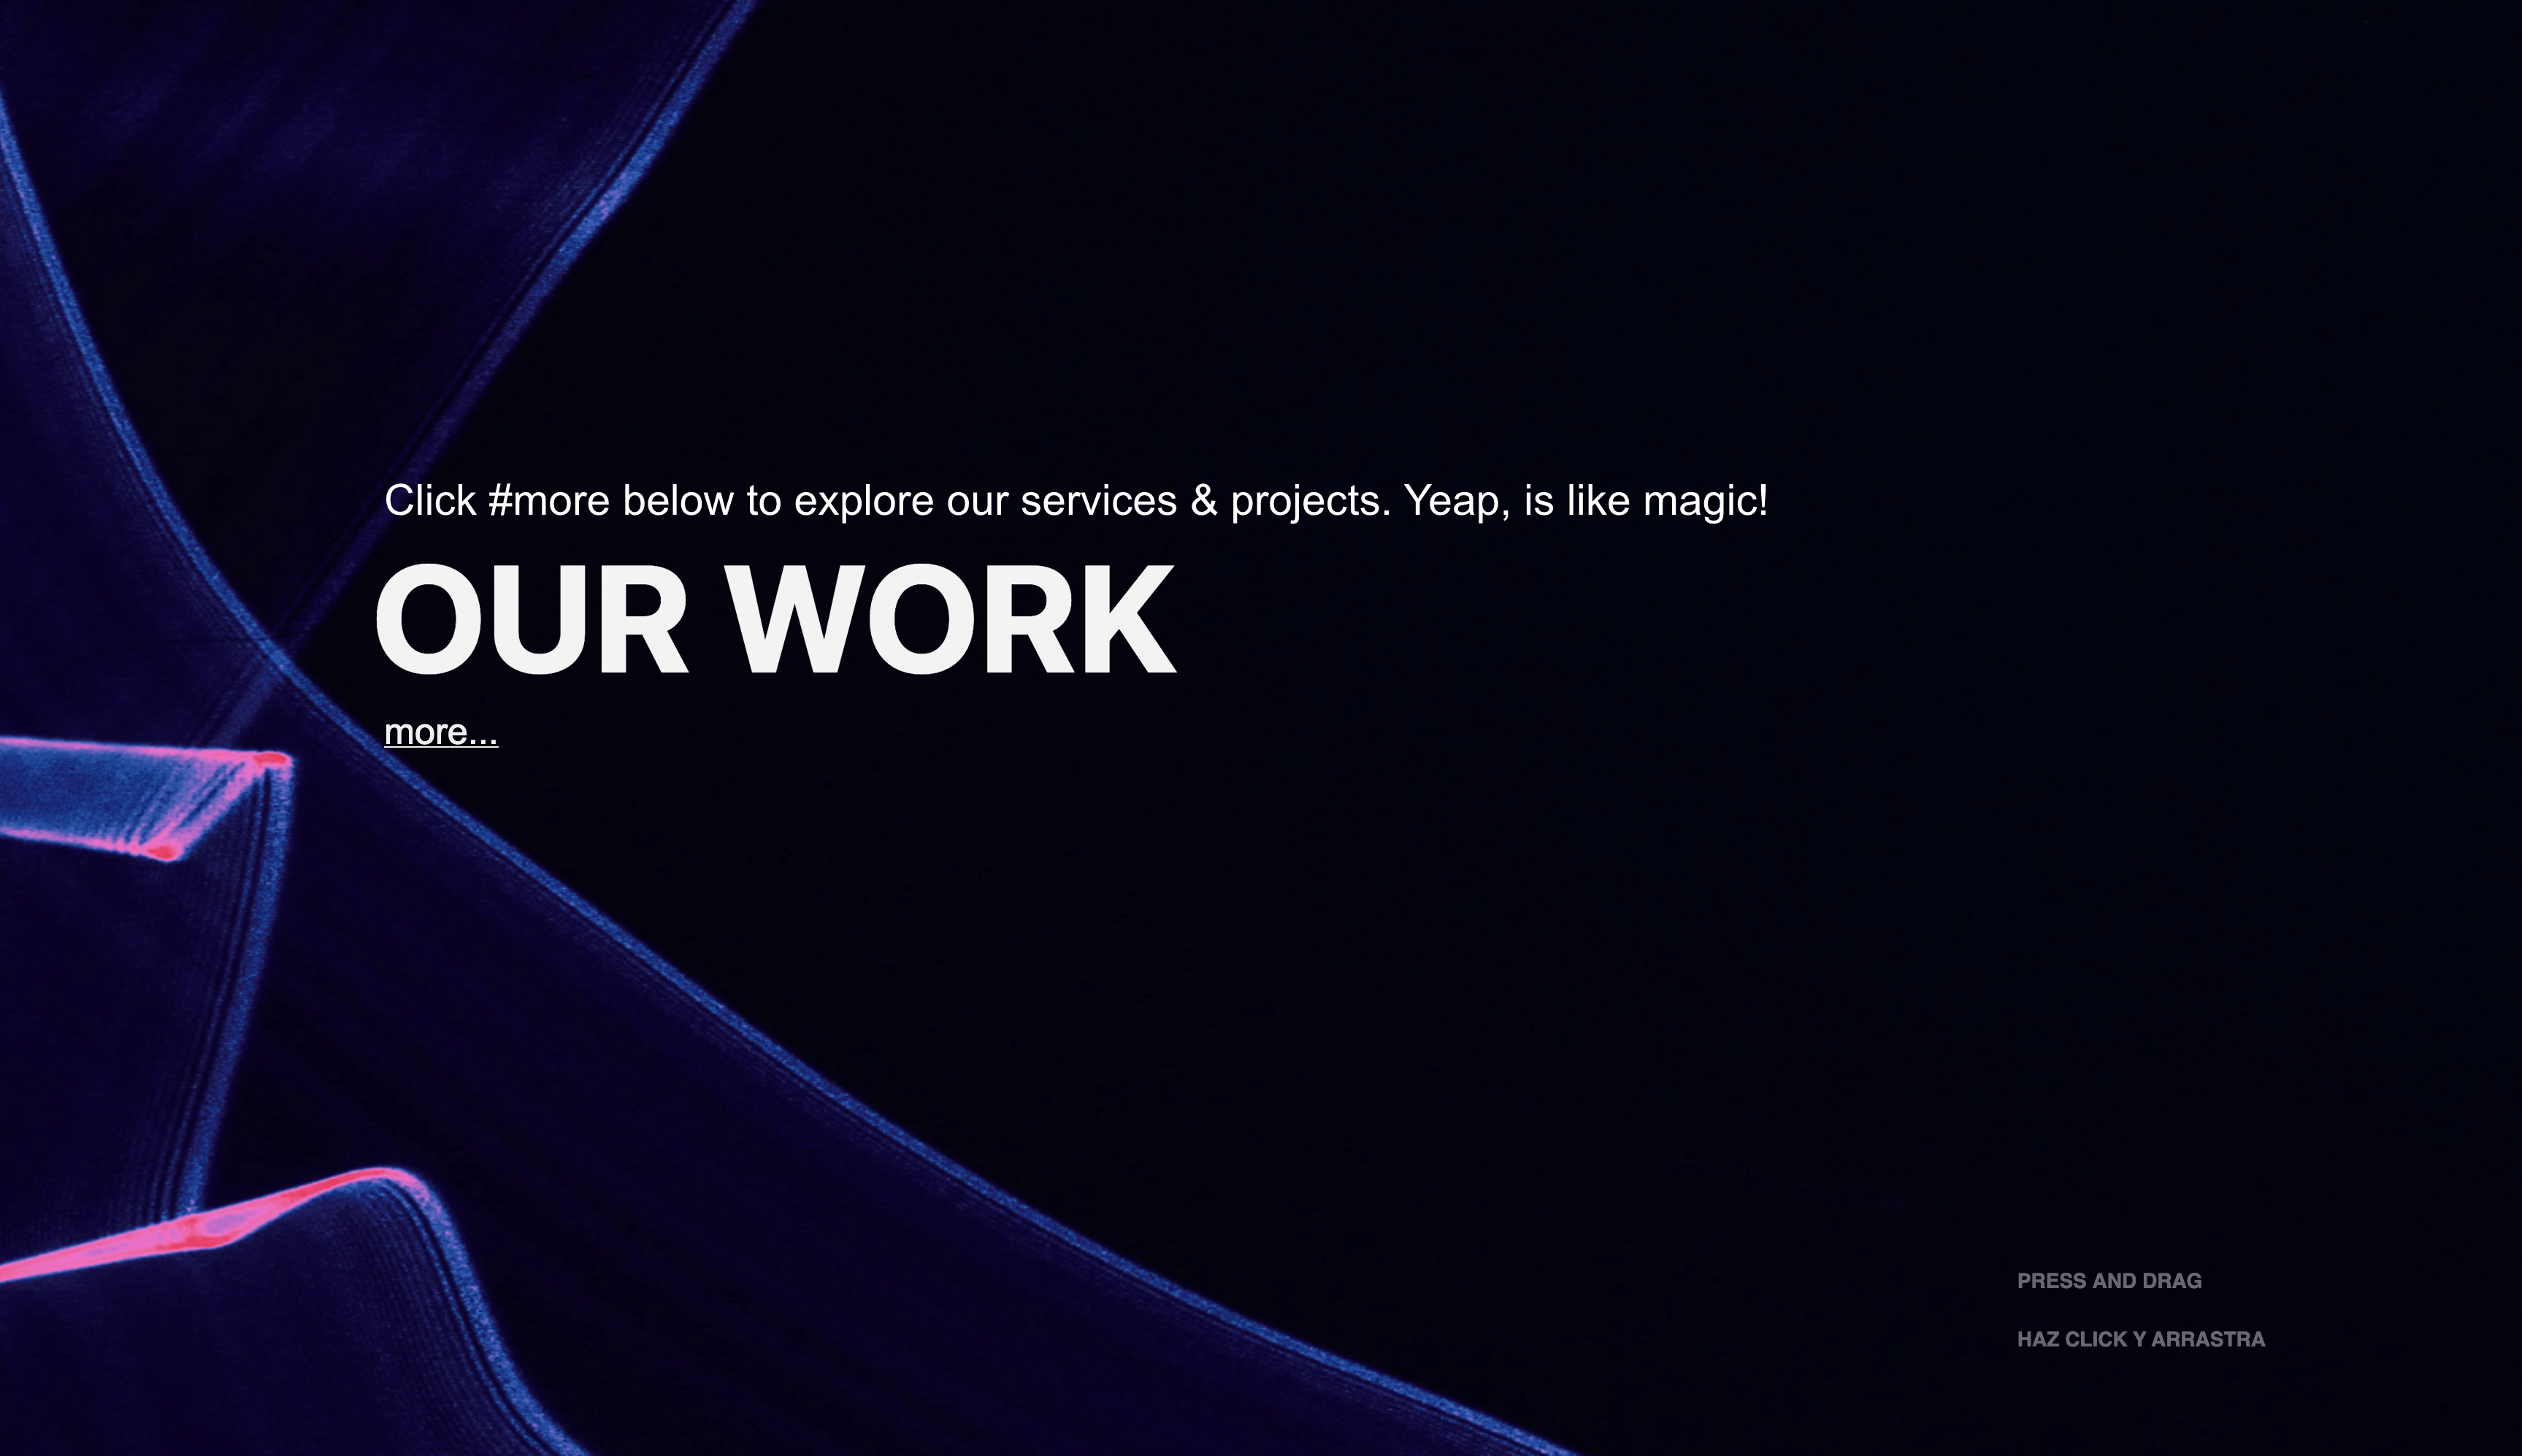 Click #more below to explore our services & projects. Yeap, is like magic!
OUR WORK
more...
PRESS AND DRAG
HAZ CLICK Y ARRASTRA